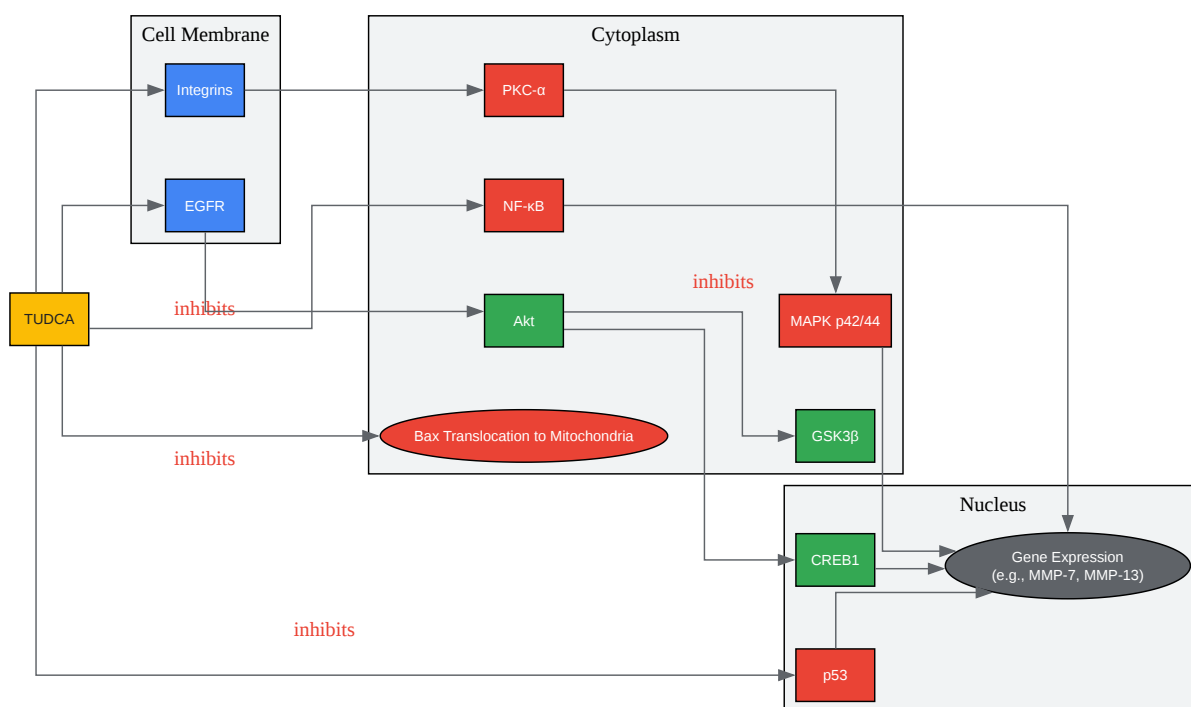 Cell Membrane
Cytoplasm
Integrins
PKC-α
EGFR
NF-κB
inhibits
inhibits
TUDCA
Akt
MAPK p42/44
Bax Translocation to Mitochondria
GSK3β
inhibits
Nucleus
CREB1
Gene Expression
(e.g., MMP-7, MMP-13)
inhibits
p53